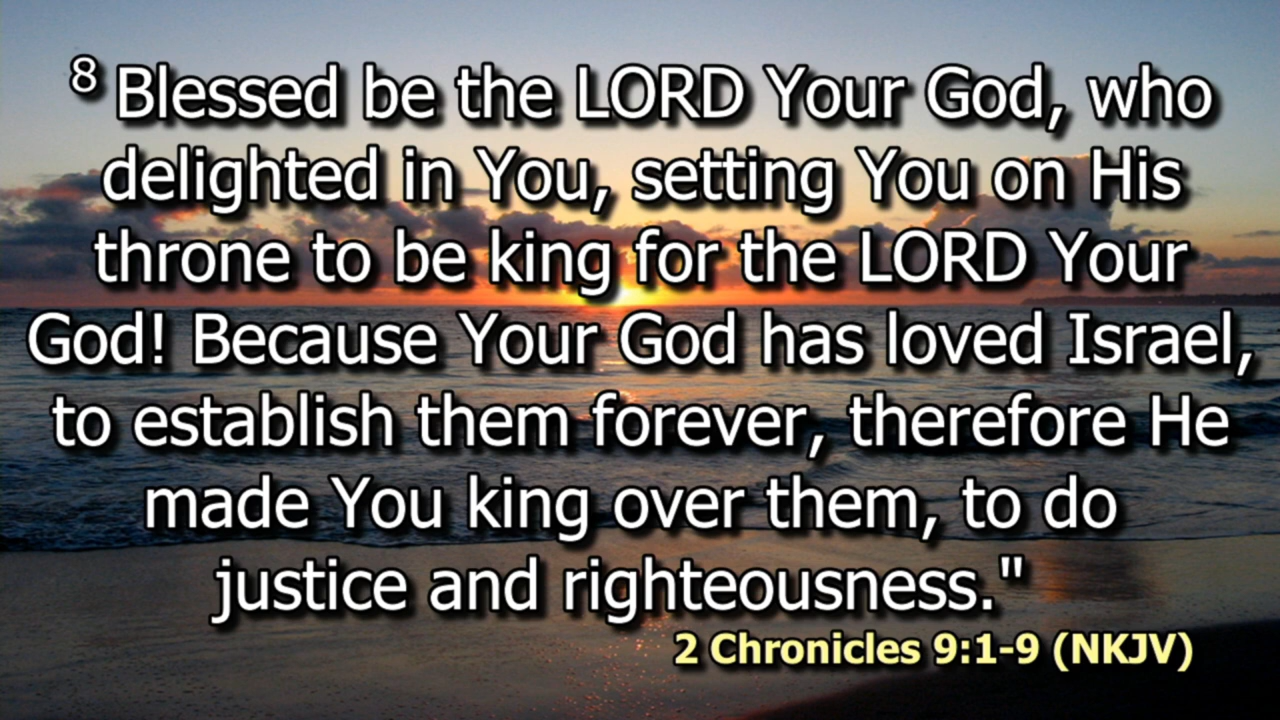 8 Blessed be the LORD Your God, who
delighted in You, setting You on His
throne to be king for the LORD Your
God! Because Your God has loved Israel,
to establish them forever, therefore He
made You king over them, to do
justice and righteousness."
2 Chronicles 9:1-9 (NKJV)